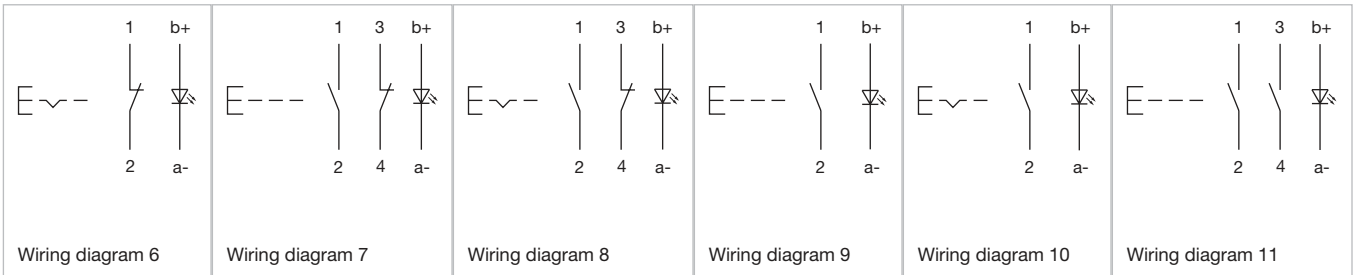 1 b+
2 a-
Wiring diagram 6
1 3 b+
2 4 a-
Wiring diagram 7
1 3 b+
2 4 a-
Wiring diagram 8
1 b+
2 a-
Wiring diagram 9
1 b+
2 a-
Wiring diagram 10
1 3 b+
2 4 a-
Wiring diagram 11